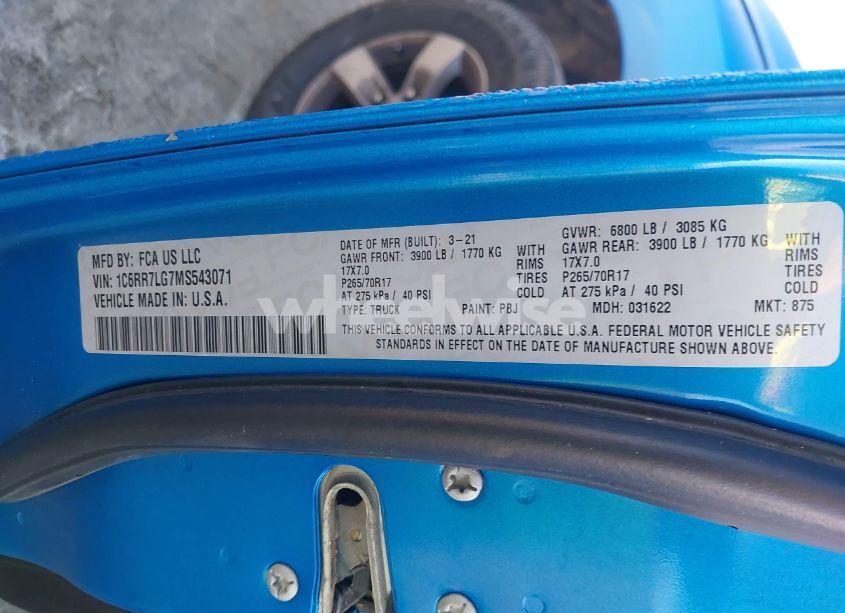 MFD BY: FCA US LLC
VIN: 1C6RR7LG7MS543071
VEHICLE MADE IN: U.S.A.
DATE OF MFR (BUILT): 3-21
GAWR FRONT: 3900 LB / 1770 KG WITH
17X7.0 RIMS
P265/70R17 TIRES
AT 275 kPa / 40 PSI COLD
GVWR: 6800 LB / 3085 KG
GAWR REAR: 3900 LB / 1770 KG WITH
17X7.0 RIMS
P265/70R17 TIRES
AT 275 kPa / 40 PSI COLD
TYPE: TRUCK PAINT: PBJ MDH: 031622 MKT: 875
THIS VEHICLE CONFORMS TO ALL APPLICABLE U.S.A. FEDERAL MOTOR VEHICLE SAFETY
STANDARDS IN EFFECT ON THE DATE OF MANUFACTURE SHOWN ABOVE.
wheelwise